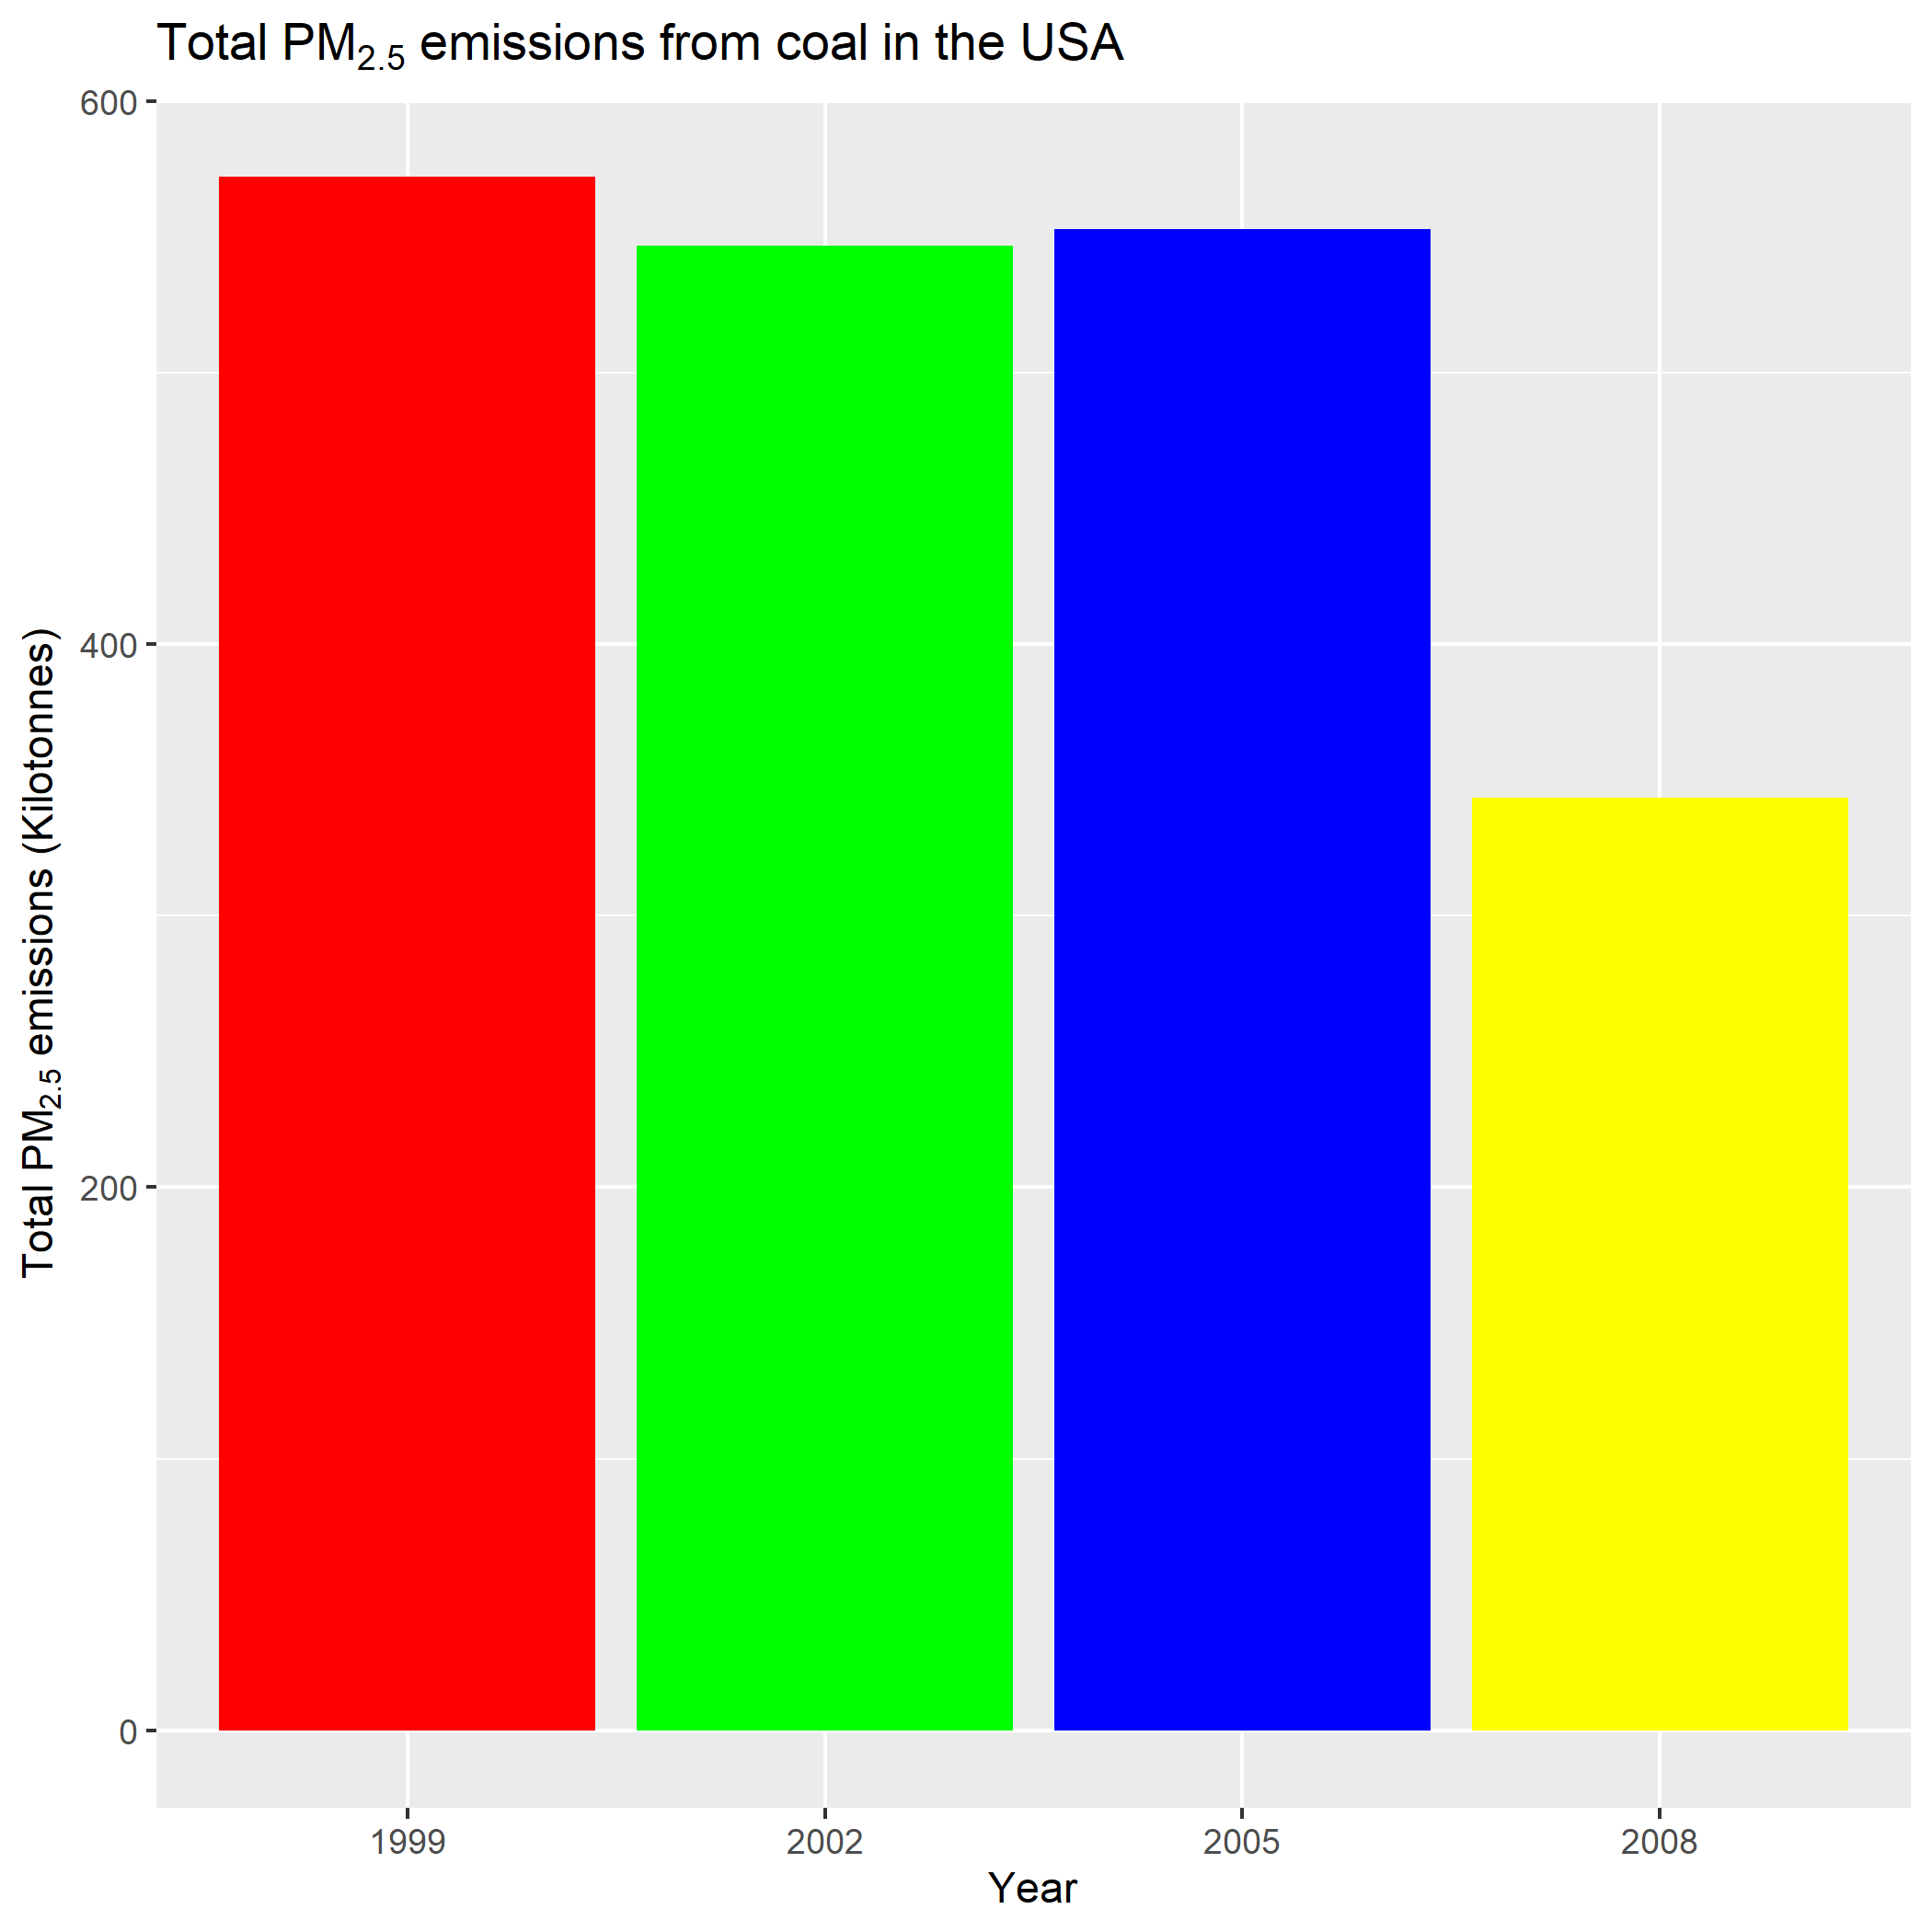 Total PM2.5 emissions from coal in the USA
600
400
200
0
Total PM2.5 emissions (Kilotonnes)
1999 2002 2005 2008
Year